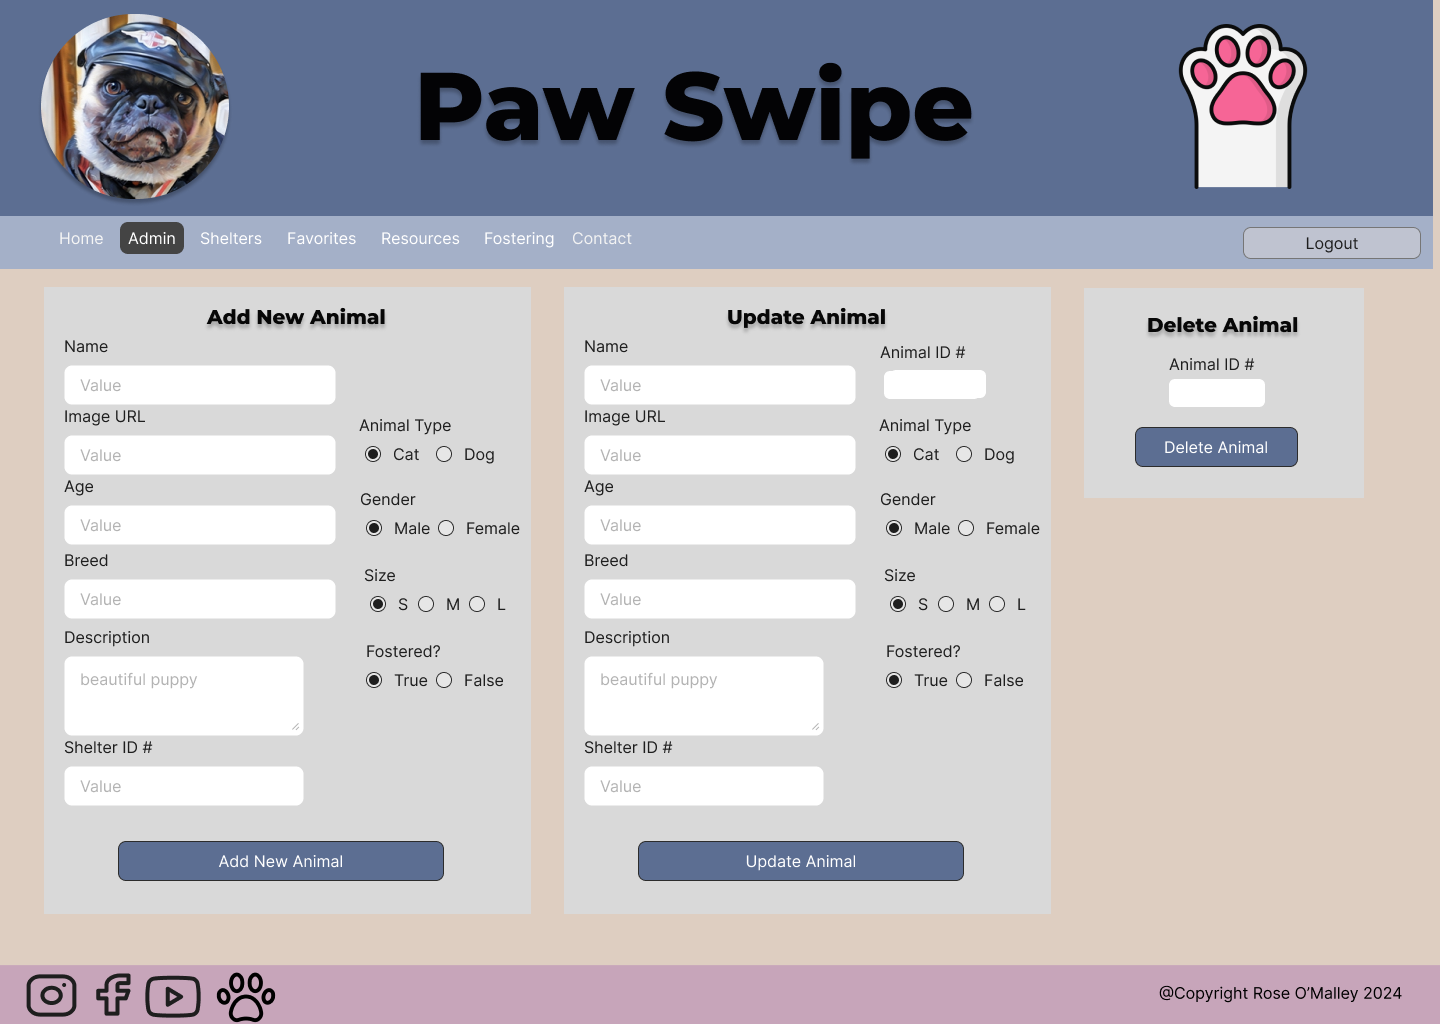 Paw Swipe
Home Admin Shelters Favorites Resources Fostering Contact Logout
Add New Animal
Name
Value
Image URL
Value
Age
Value
Breed
Value
Description
beautiful puppy
Shelter ID #
Value
Animal Type
Cat Dog
Gender
Male Female
Size
S M L
Fostered?
True False
Add New Animal
Update Animal
Name
Value
Image URL
Value
Age
Value
Breed
Value
Description
beautiful puppy
Shelter ID #
Value
Animal ID #
Animal Type
Cat Dog
Gender
Male Female
Size
S M L
Fostered?
True False
Update Animal
Delete Animal
Animal ID #
Delete Animal
@Copyright Rose O’Malley 2024